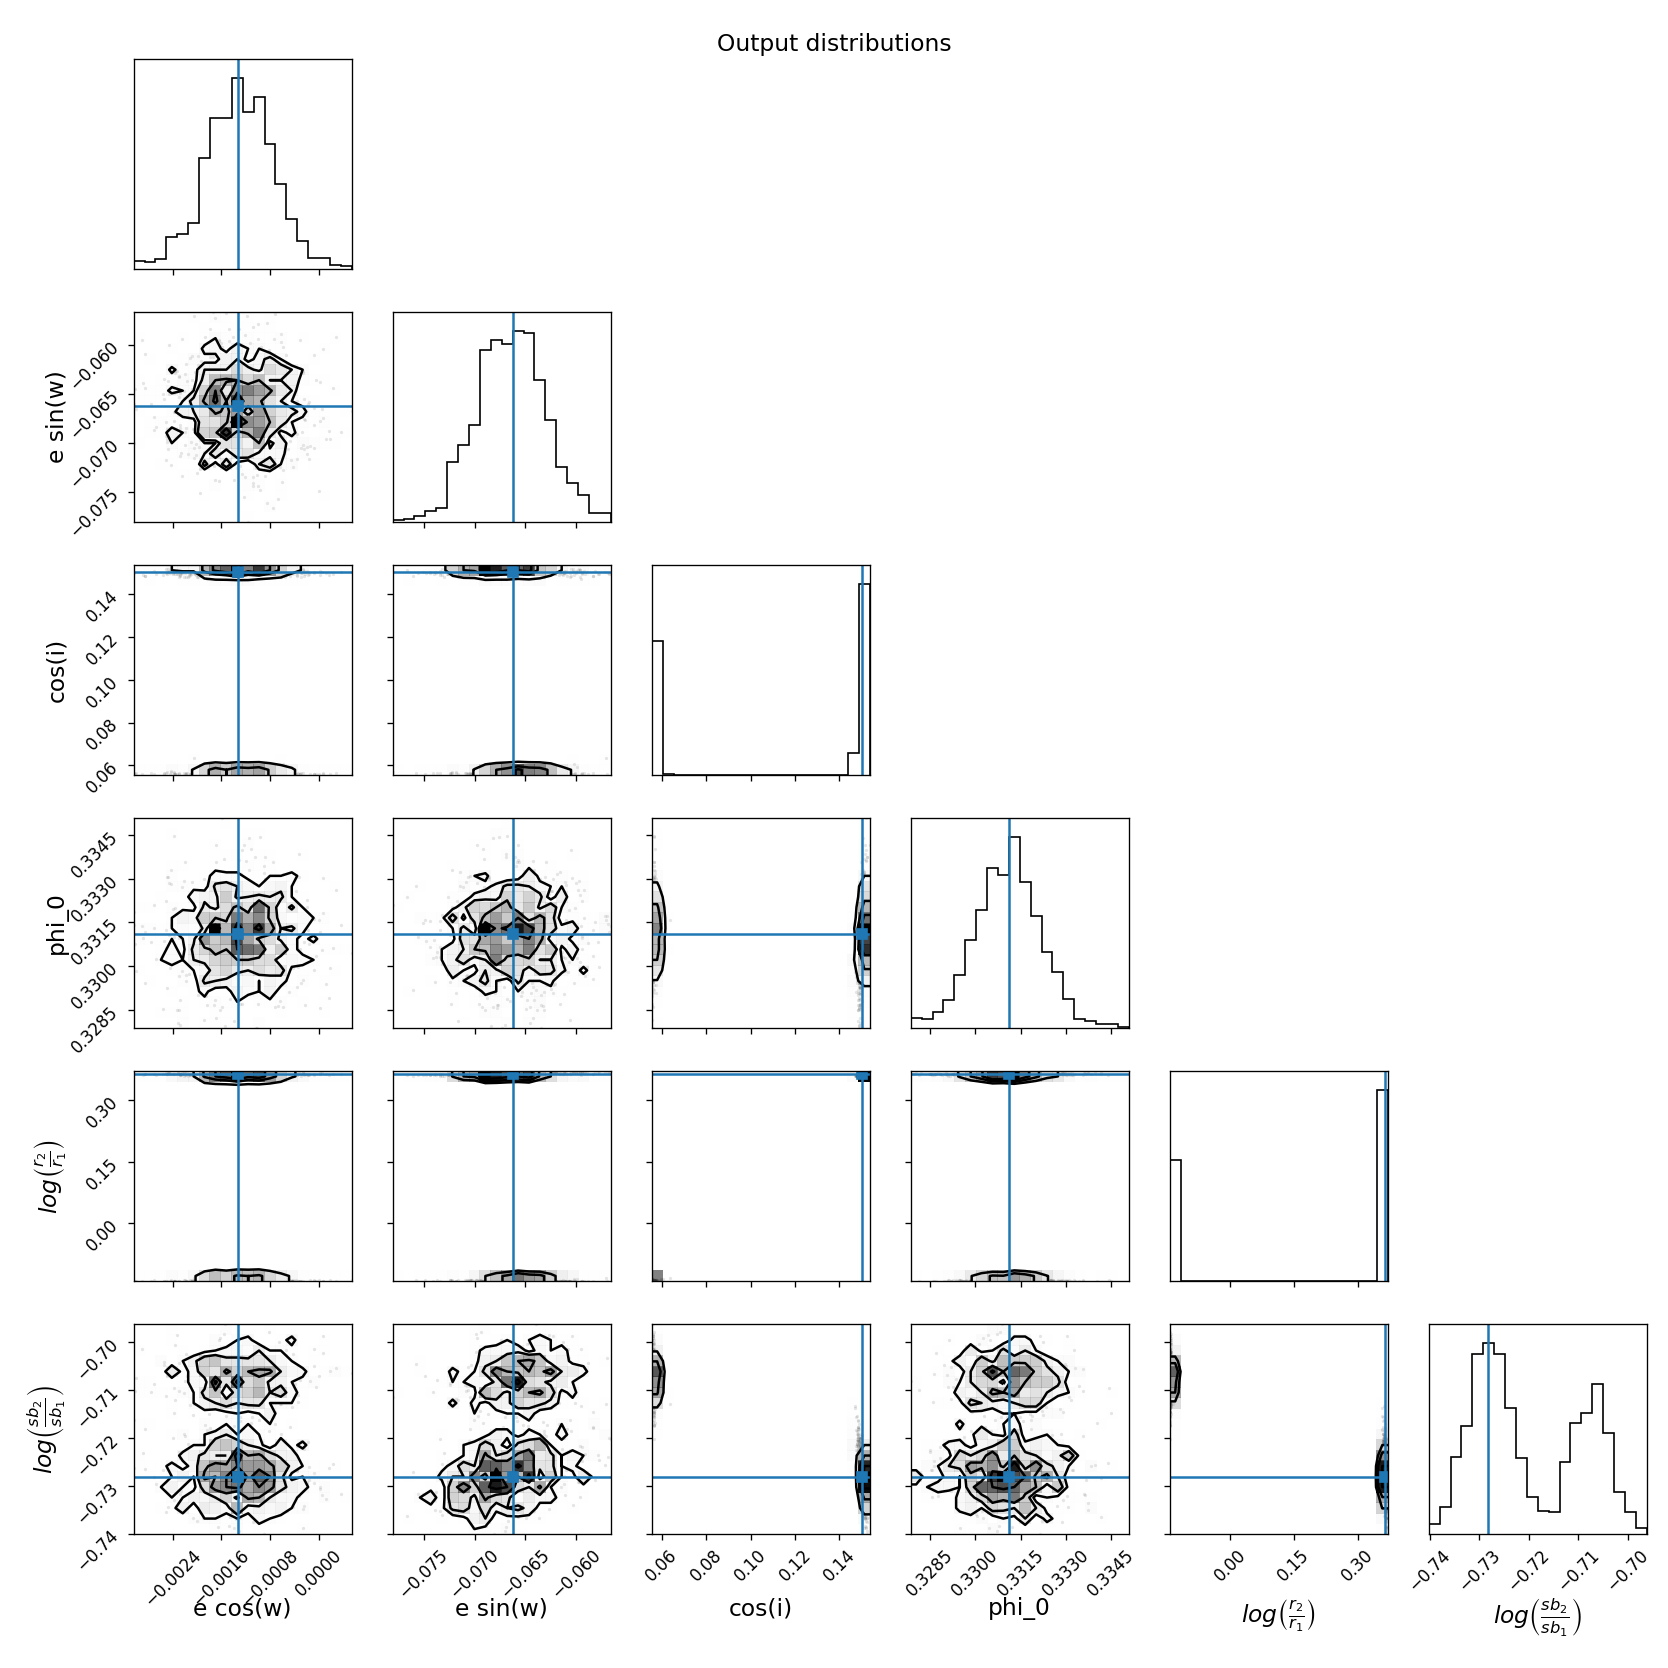 Output distributions
e sin(w)
−0.060
−0.065
−0.070
−0.075
cos(i)
0.14
0.12
0.10
0.08
0.06
phi_0
0.3345
0.3330
0.3315
0.3300
0.3285
log(r2/r1)
0.30
0.15
0.00
log(sb2/sb1)
−0.70
−0.71
−0.72
−0.73
−0.74
−0.0024 −0.0016 −0.0008 0.0000 −0.075 −0.070 −0.065 −0.060 0.06 0.08 0.10 0.12 0.14 0.3285 0.3300 0.3315 0.3330 0.3345 0.00 0.15 0.30 −0.74 −0.73 −0.72 −0.71 −0.70
e cos(w) e sin(w) cos(i) phi_0 log(r2/r1) log(sb2/sb1)